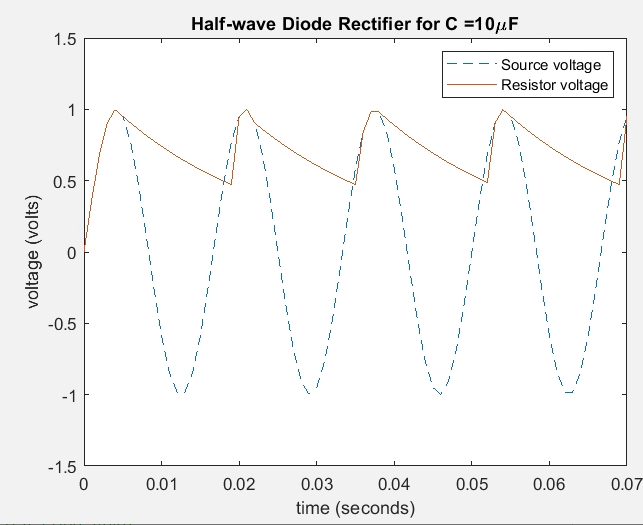 Half-wave Diode Rectifier for C =10μF
1.5
1
0.5
0
-0.5
-1
-1.5
voltage (volts)
Source voltage
Resistor voltage
0 0.01 0.02 0.03 0.04 0.05 0.06 0.07
time (seconds)